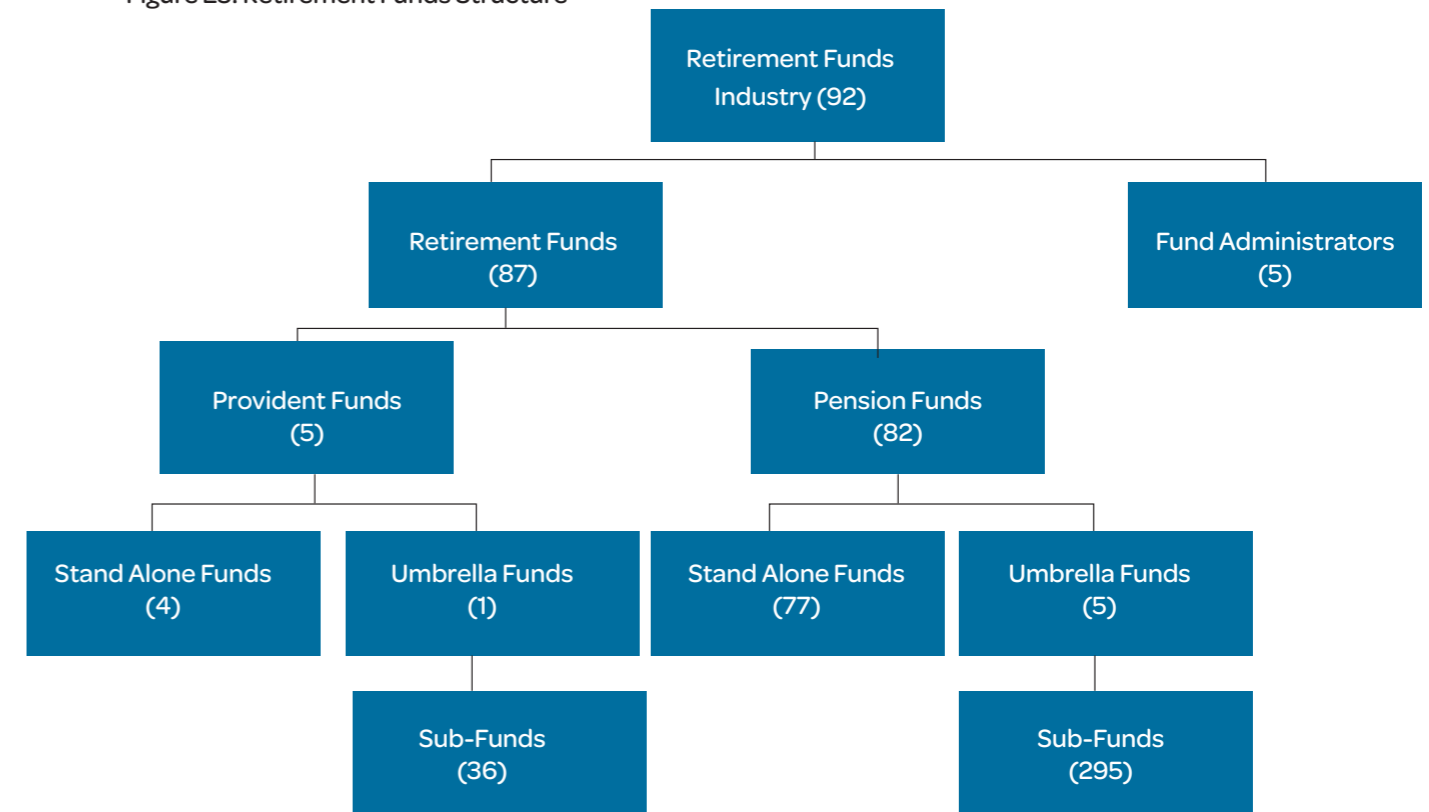 Retirement Funds
Industry (92)
Retirement Funds
(87)
Fund Administrators
(5)
Provident Funds
(5)
Pension Funds
(82)
Stand Alone Funds
(4)
Umbrella Funds
(1)
Stand Alone Funds
(77)
Umbrella Funds
(5)
Sub-Funds
(36)
Sub-Funds
(295)